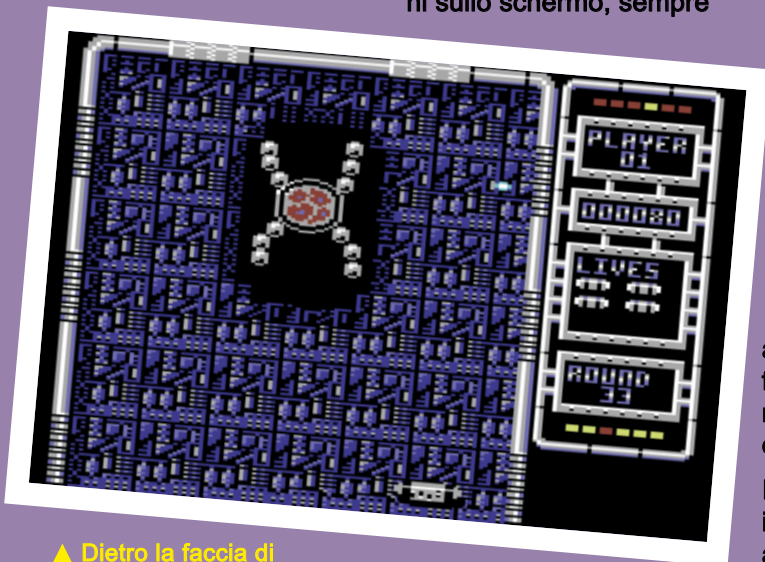 ni sullo schermo, sempre
PLAYER
01
000080
LIVES
ROUND
33
▲ Dietro la faccia di